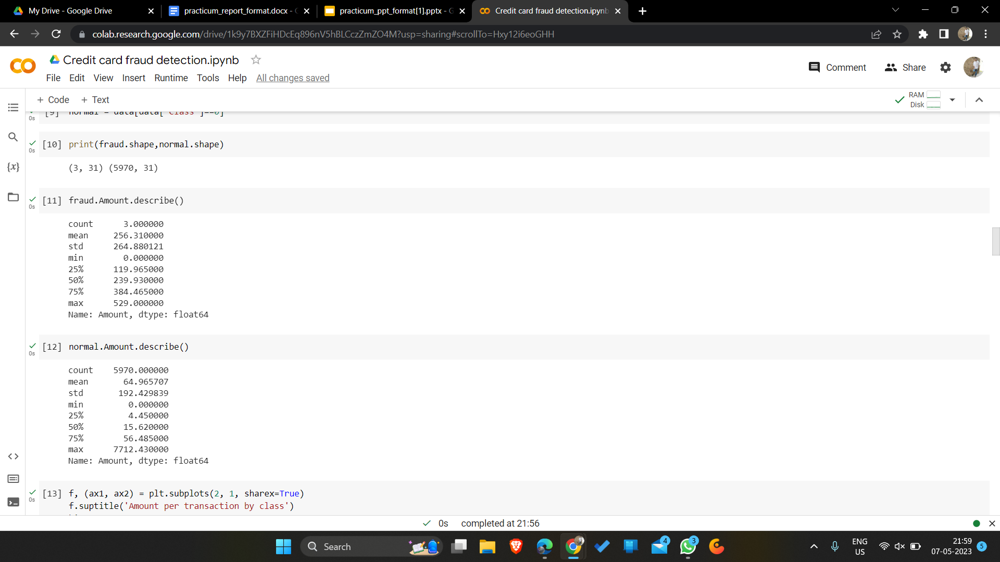 My Drive - Google Drive
practicum_report_format.docx -
practicum_ppt_format[1].pptx - G
Credit card fraud detection.ipynb
colab.research.google.com/drive/1k9y7BXZFiHDcEq896nV5hBLCczZmZO4M?usp=sharing#scrollTo=Hxy12i6eoGHH
Credit card fraud detection.ipynb
Comment
Share
File Edit View Insert Runtime Tools Help All changes saved
+ Code + Text
RAM
Disk
[9] normal = data[data['Class']==0]
0s
[10] print(fraud.shape,normal.shape)
0s
(3, 31) (5970, 31)
[11] fraud.Amount.describe()
0s
count 3.000000
mean 256.310000
std 264.880121
min 0.000000
25% 119.965000
50% 239.930000
75% 384.465000
max 529.000000
Name: Amount, dtype: float64
[12] normal.Amount.describe()
0s
count 5970.000000
mean 64.965707
std 192.429839
min 0.000000
25% 4.450000
50% 15.620000
75% 56.485000
max 7712.430000
Name: Amount, dtype: float64
[13] f, (ax1, ax2) = plt.subplots(2, 1, sharex=True)
0s
f.suptitle('Amount per transaction by class')
0s completed at 21:56
Search
4
3
ENG
US
21:59
07-05-2023
5